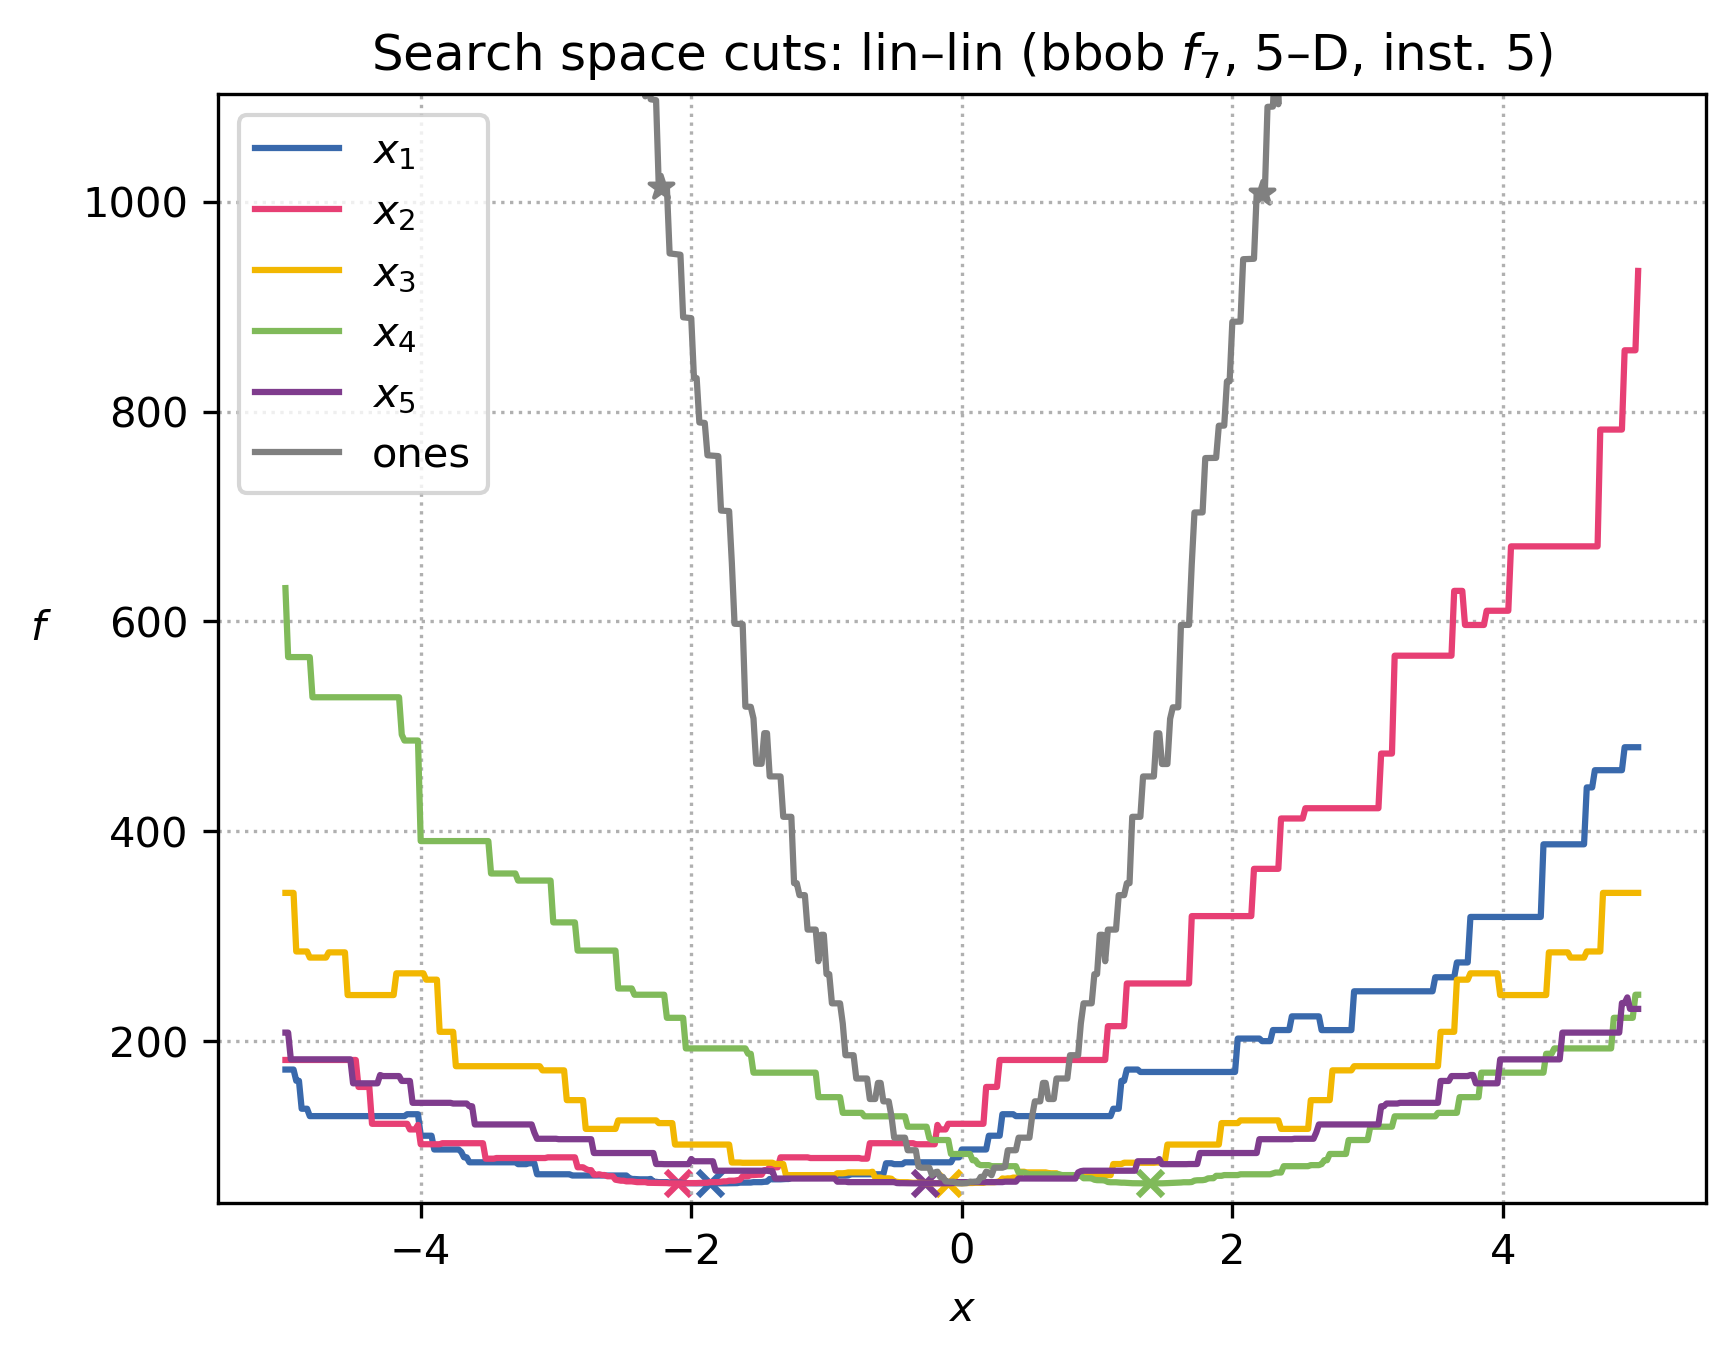 Search space cuts: lin–lin (bbob f₇, 5–D, inst. 5)
x₁
x₂
x₃
x₄
x₅
ones
1000
800
600
400
200
f
−4
−2
0
2
4
x